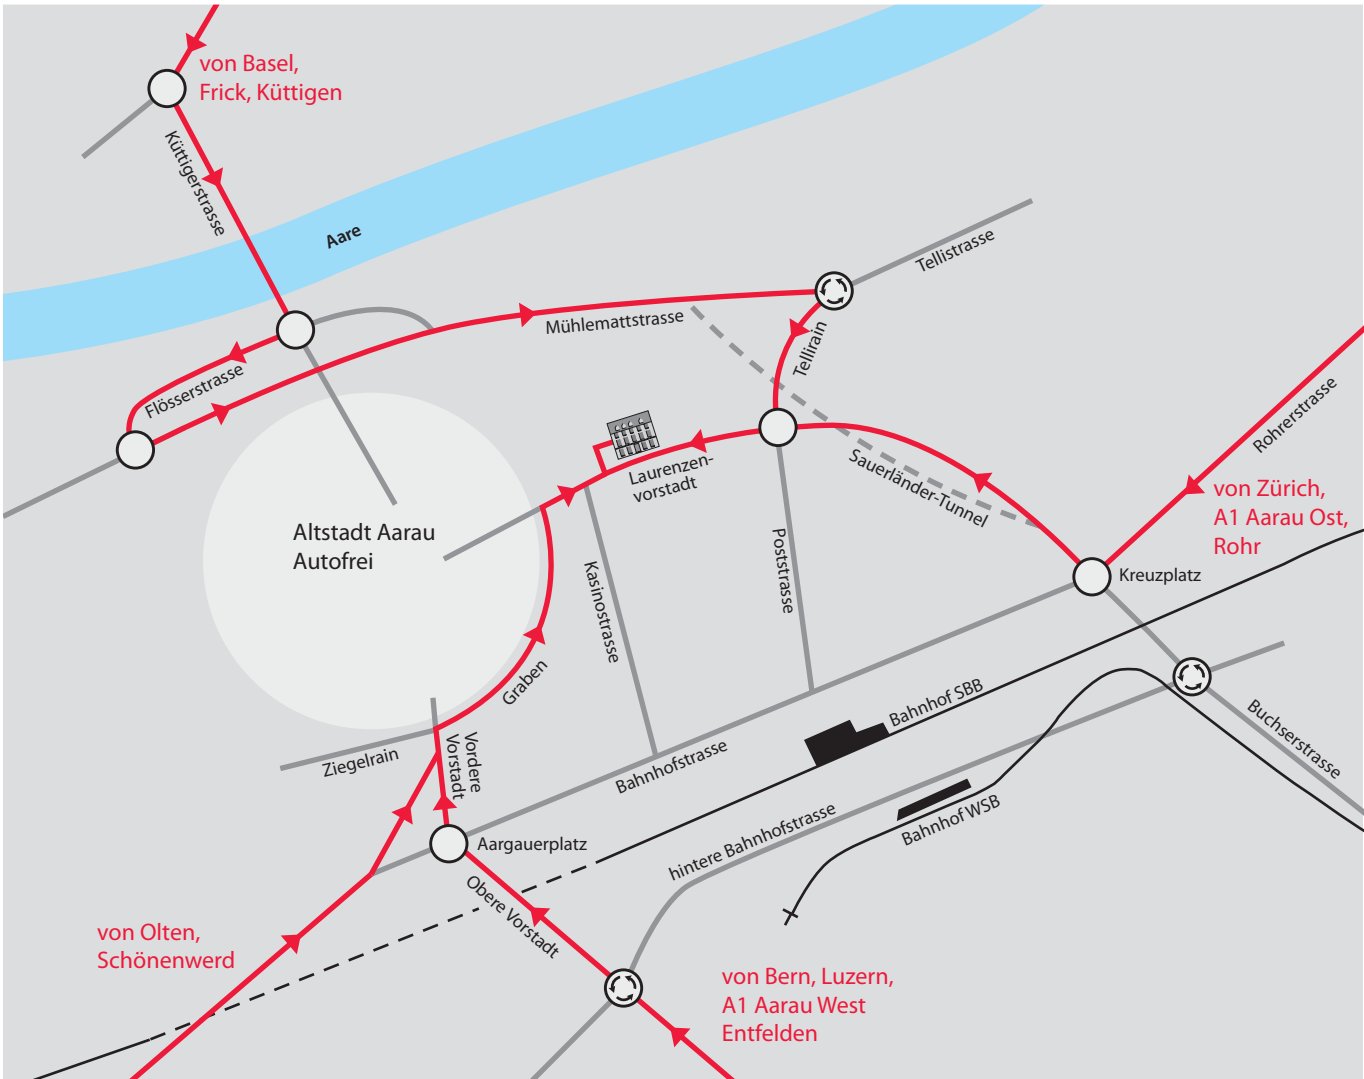 von Basel,
Frick, Küttigen
Küttigerstrasse
Aare
Tellistrasse
Mühlemattstrasse
Tellirain
Flösserstrasse
Rohrerstrasse
Laurenzen-
vorstadt
Sauerländer-Tunnel
von Zürich,
A1 Aarau Ost,
Rohr
Altstadt Aarau
Autofrei
Poststrasse
Kasinostrasse
Kreuzplatz
Graben
Bahnhof SBB
Buchserstrasse
Ziegelrain
Vordere
Vorstadt
Bahnhofstrasse
Bahnhof WSB
hintere Bahnhofstrasse
Aargauerplatz
Obere Vorstadt
von Olten,
Schönenwerd
von Bern, Luzern,
A1 Aarau West
Entfelden